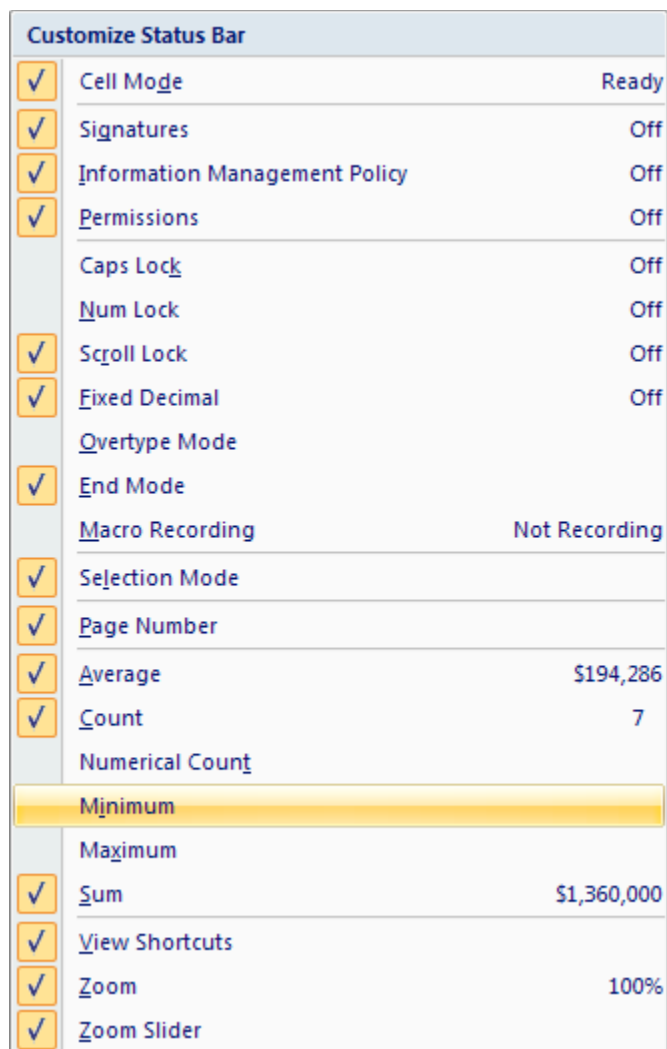 Customize Status Bar
Cell Mode Ready
Signatures Off
Information Management Policy Off
Permissions Off
Caps Lock Off
Num Lock Off
Scroll Lock Off
Fixed Decimal Off
Overtype Mode
End Mode
Macro Recording Not Recording
Selection Mode
Page Number
Average $194,286
Count 7
Numerical Count
Minimum
Maximum
Sum $1,360,000
View Shortcuts
Zoom 100%
Zoom Slider